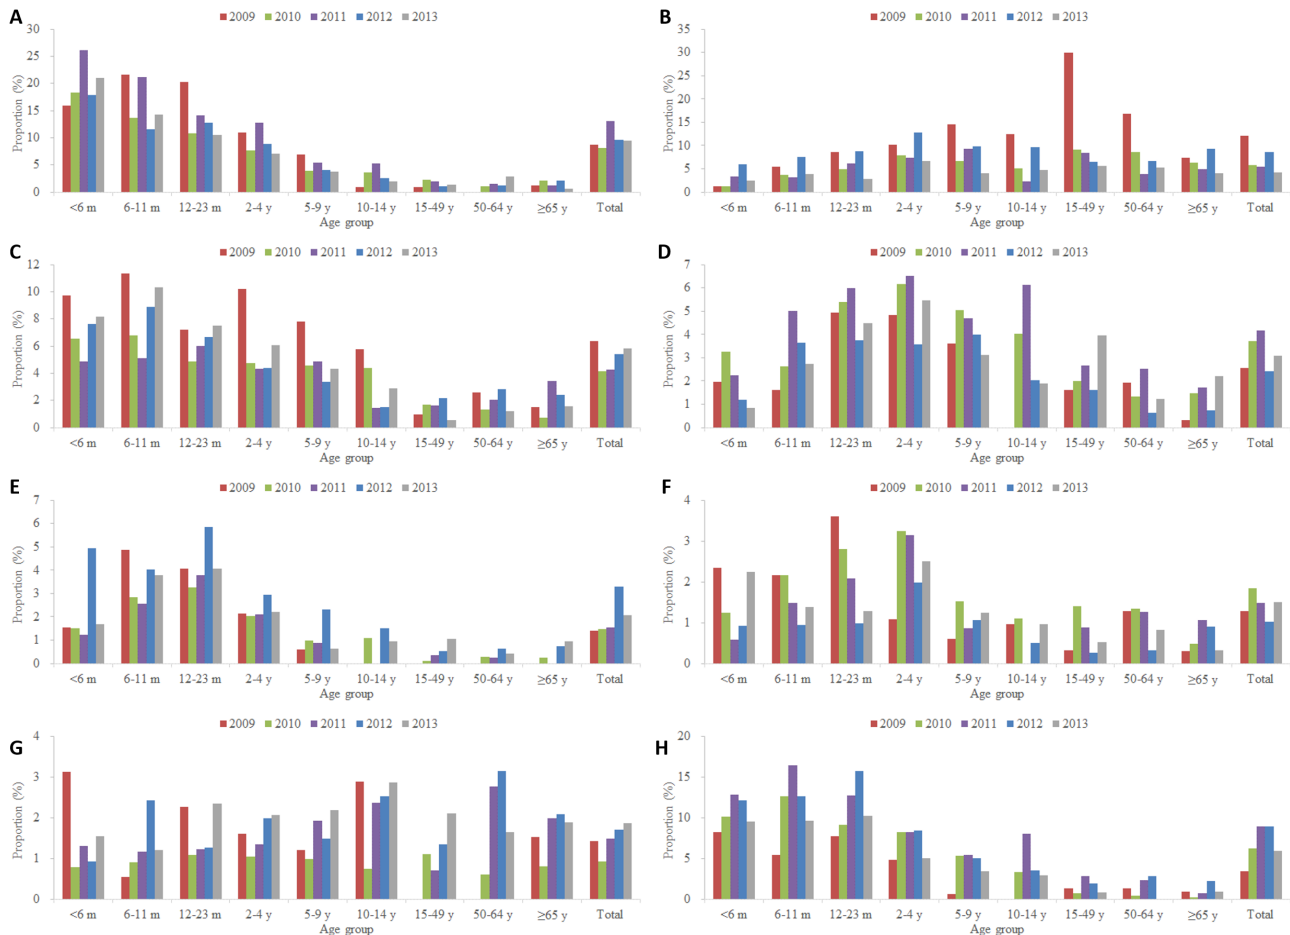 A
2009 2010 2011 2012 2013
Proportion (%)
30
25
20
15
10
5
0
<6 m 6-11 m 12-23 m 2-4 y 5-9 y 10-14 y 15-49 y 50-64 y ≥65 y Total
Age group
B
2009 2010 2011 2012 2013
Proportion (%)
35
30
25
20
15
10
5
0
<6 m 6-11 m 12-23 m 2-4 y 5-9 y 10-14 y 15-49 y 50-64 y ≥65 y Total
Age group
C
2009 2010 2011 2012 2013
Proportion (%)
12
10
8
6
4
2
0
<6 m 6-11 m 12-23 m 2-4 y 5-9 y 10-14 y 15-49 y 50-64 y ≥65 y Total
Age group
D
2009 2010 2011 2012 2013
Proportion (%)
7
6
5
4
3
2
1
0
<6 m 6-11 m 12-23 m 2-4 y 5-9 y 10-14 y 15-49 y 50-64 y ≥65 y Total
Age group
E
2009 2010 2011 2012 2013
Proportion (%)
7
6
5
4
3
2
1
0
<6 m 6-11 m 12-23 m 2-4 y 5-9 y 10-14 y 15-49 y 50-64 y ≥65 y Total
Age group
F
2009 2010 2011 2012 2013
Proportion (%)
4
3
2
1
0
<6 m 6-11 m 12-23 m 2-4 y 5-9 y 10-14 y 15-49 y 50-64 y ≥65 y Total
Age group
G
2009 2010 2011 2012 2013
Proportion (%)
4
3
2
1
0
<6 m 6-11 m 12-23 m 2-4 y 5-9 y 10-14 y 15-49 y 50-64 y ≥65 y Total
Age group
H
2009 2010 2011 2012 2013
Proportion (%)
20
15
10
5
0
<6 m 6-11 m 12-23 m 2-4 y 5-9 y 10-14 y 15-49 y 50-64 y ≥65 y Total
Age group